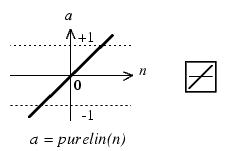 a
+1
n
0
-1
a = purelin(n)